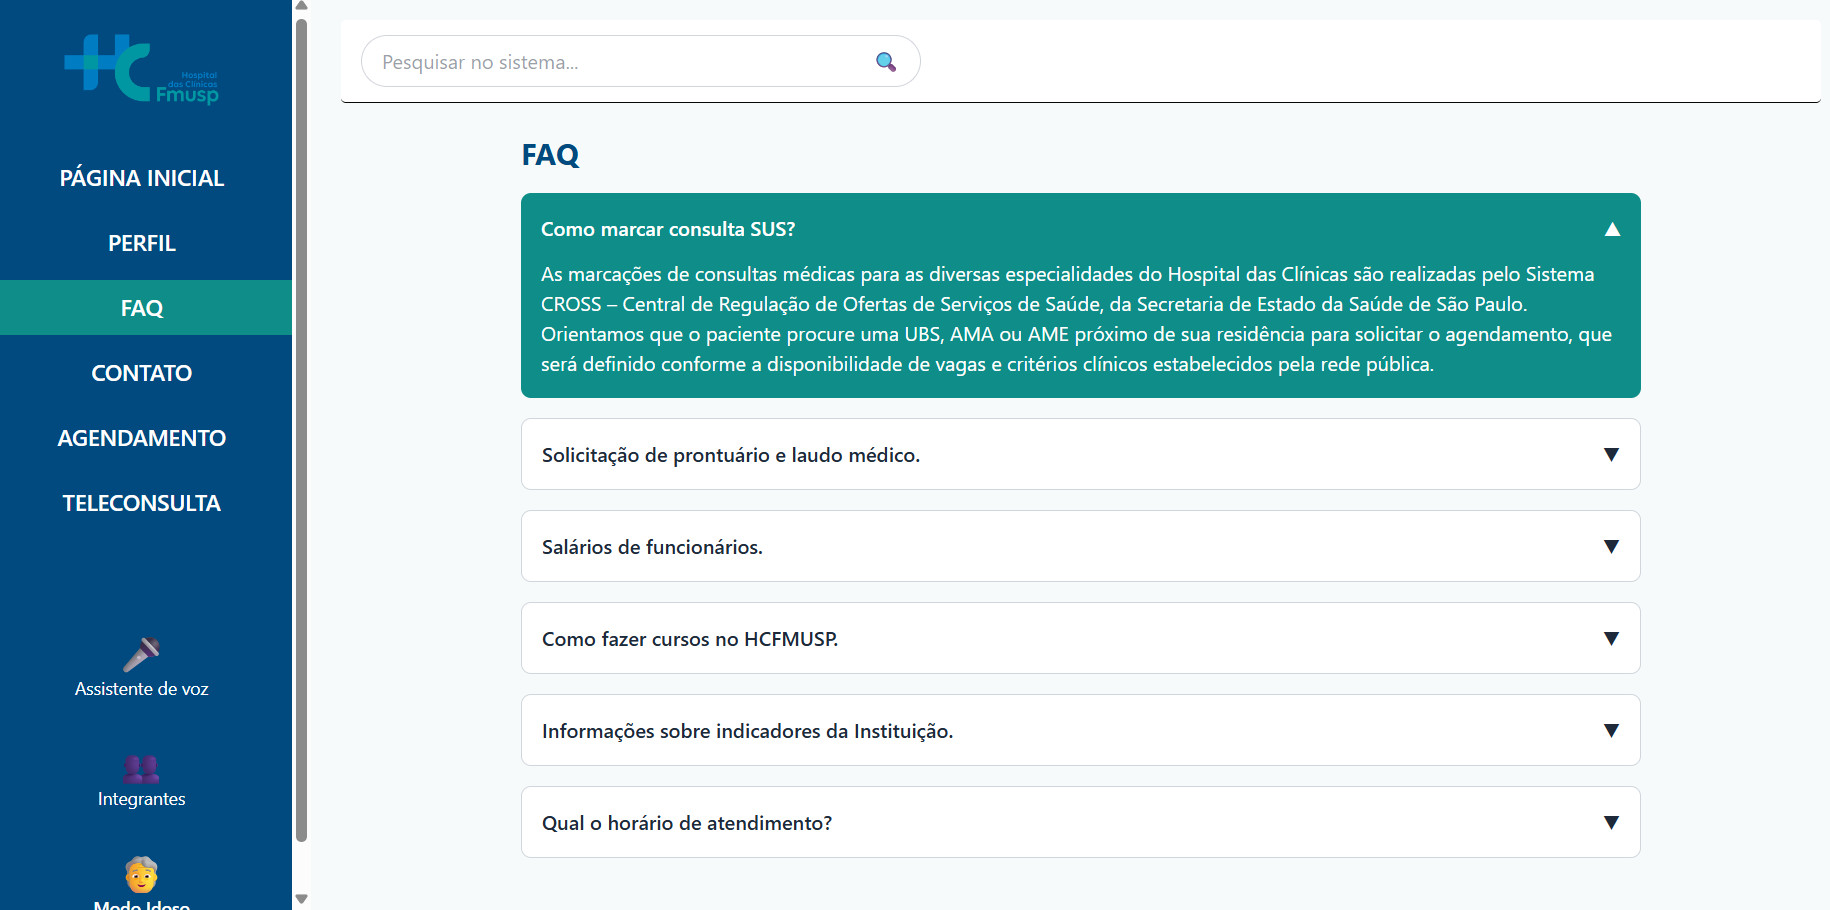 Hospital
das Clínicas
Fmusp
PÁGINA INICIAL
PERFIL
FAQ
CONTATO
AGENDAMENTO
TELECONSULTA
Assistente de voz
Integrantes
Modo Idoso
Pesquisar no sistema...
FAQ
Como marcar consulta SUS?
As marcações de consultas médicas para as diversas especialidades do Hospital das Clínicas são realizadas pelo Sistema
CROSS – Central de Regulação de Ofertas de Serviços de Saúde, da Secretaria de Estado da Saúde de São Paulo.
Orientamos que o paciente procure uma UBS, AMA ou AME próximo de sua residência para solicitar o agendamento, que
será definido conforme a disponibilidade de vagas e critérios clínicos estabelecidos pela rede pública.
Solicitação de prontuário e laudo médico.
Salários de funcionários.
Como fazer cursos no HCFMUSP.
Informações sobre indicadores da Instituição.
Qual o horário de atendimento?